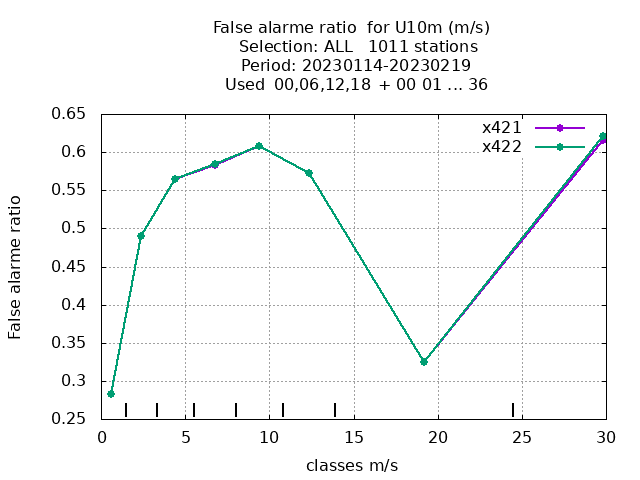 False alarme ratio  for U10m (m/s)
Selection: ALL   1011 stations
Period: 20230114-20230219
Used  00,06,12,18  + 00 01 ... 36
0.65
0.6
0.55
0.5
0.45
0.4
0.35
0.3
0.25
False alarme ratio
x421
x422
0 5 10 15 20 25 30
classes m/s